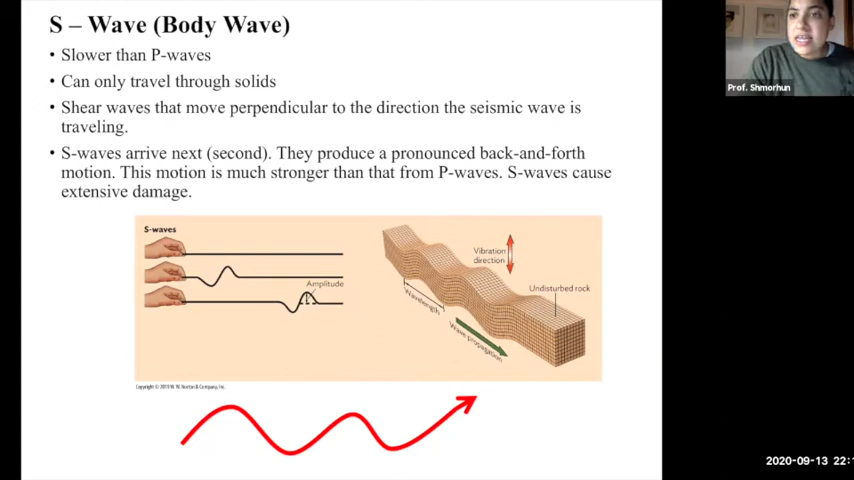 S – Wave (Body Wave)
• Slower than P-waves
• Can only travel through solids
• Shear waves that move perpendicular to the direction the seismic wave is
traveling.
• S-waves arrive next (second). They produce a pronounced back-and-forth
motion. This motion is much stronger than that from P-waves. S-waves cause
extensive damage.
S-waves
Amplitude
Vibration
direction
Undisturbed rock
Wavelength
Wave propagation
Copyright © 2019 W. W. Norton & Company, Inc.
Prof. Shmorhun
2020-09-13 22:1